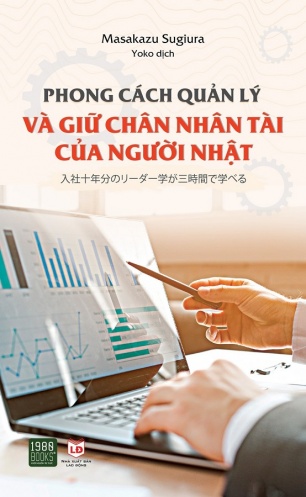 Masakazu Sugiura
Yoko dịch
PHONG CÁCH QUẢN LÝ
VÀ GIỮ CHÂN NHÂN TÀI
CỦA NGƯỜI NHẬT
入社十年分のリーダー学が三時間で学べる
1980
BOOKS
LĐ
NHÀ XUẤT BẢN
LAO ĐỘNG